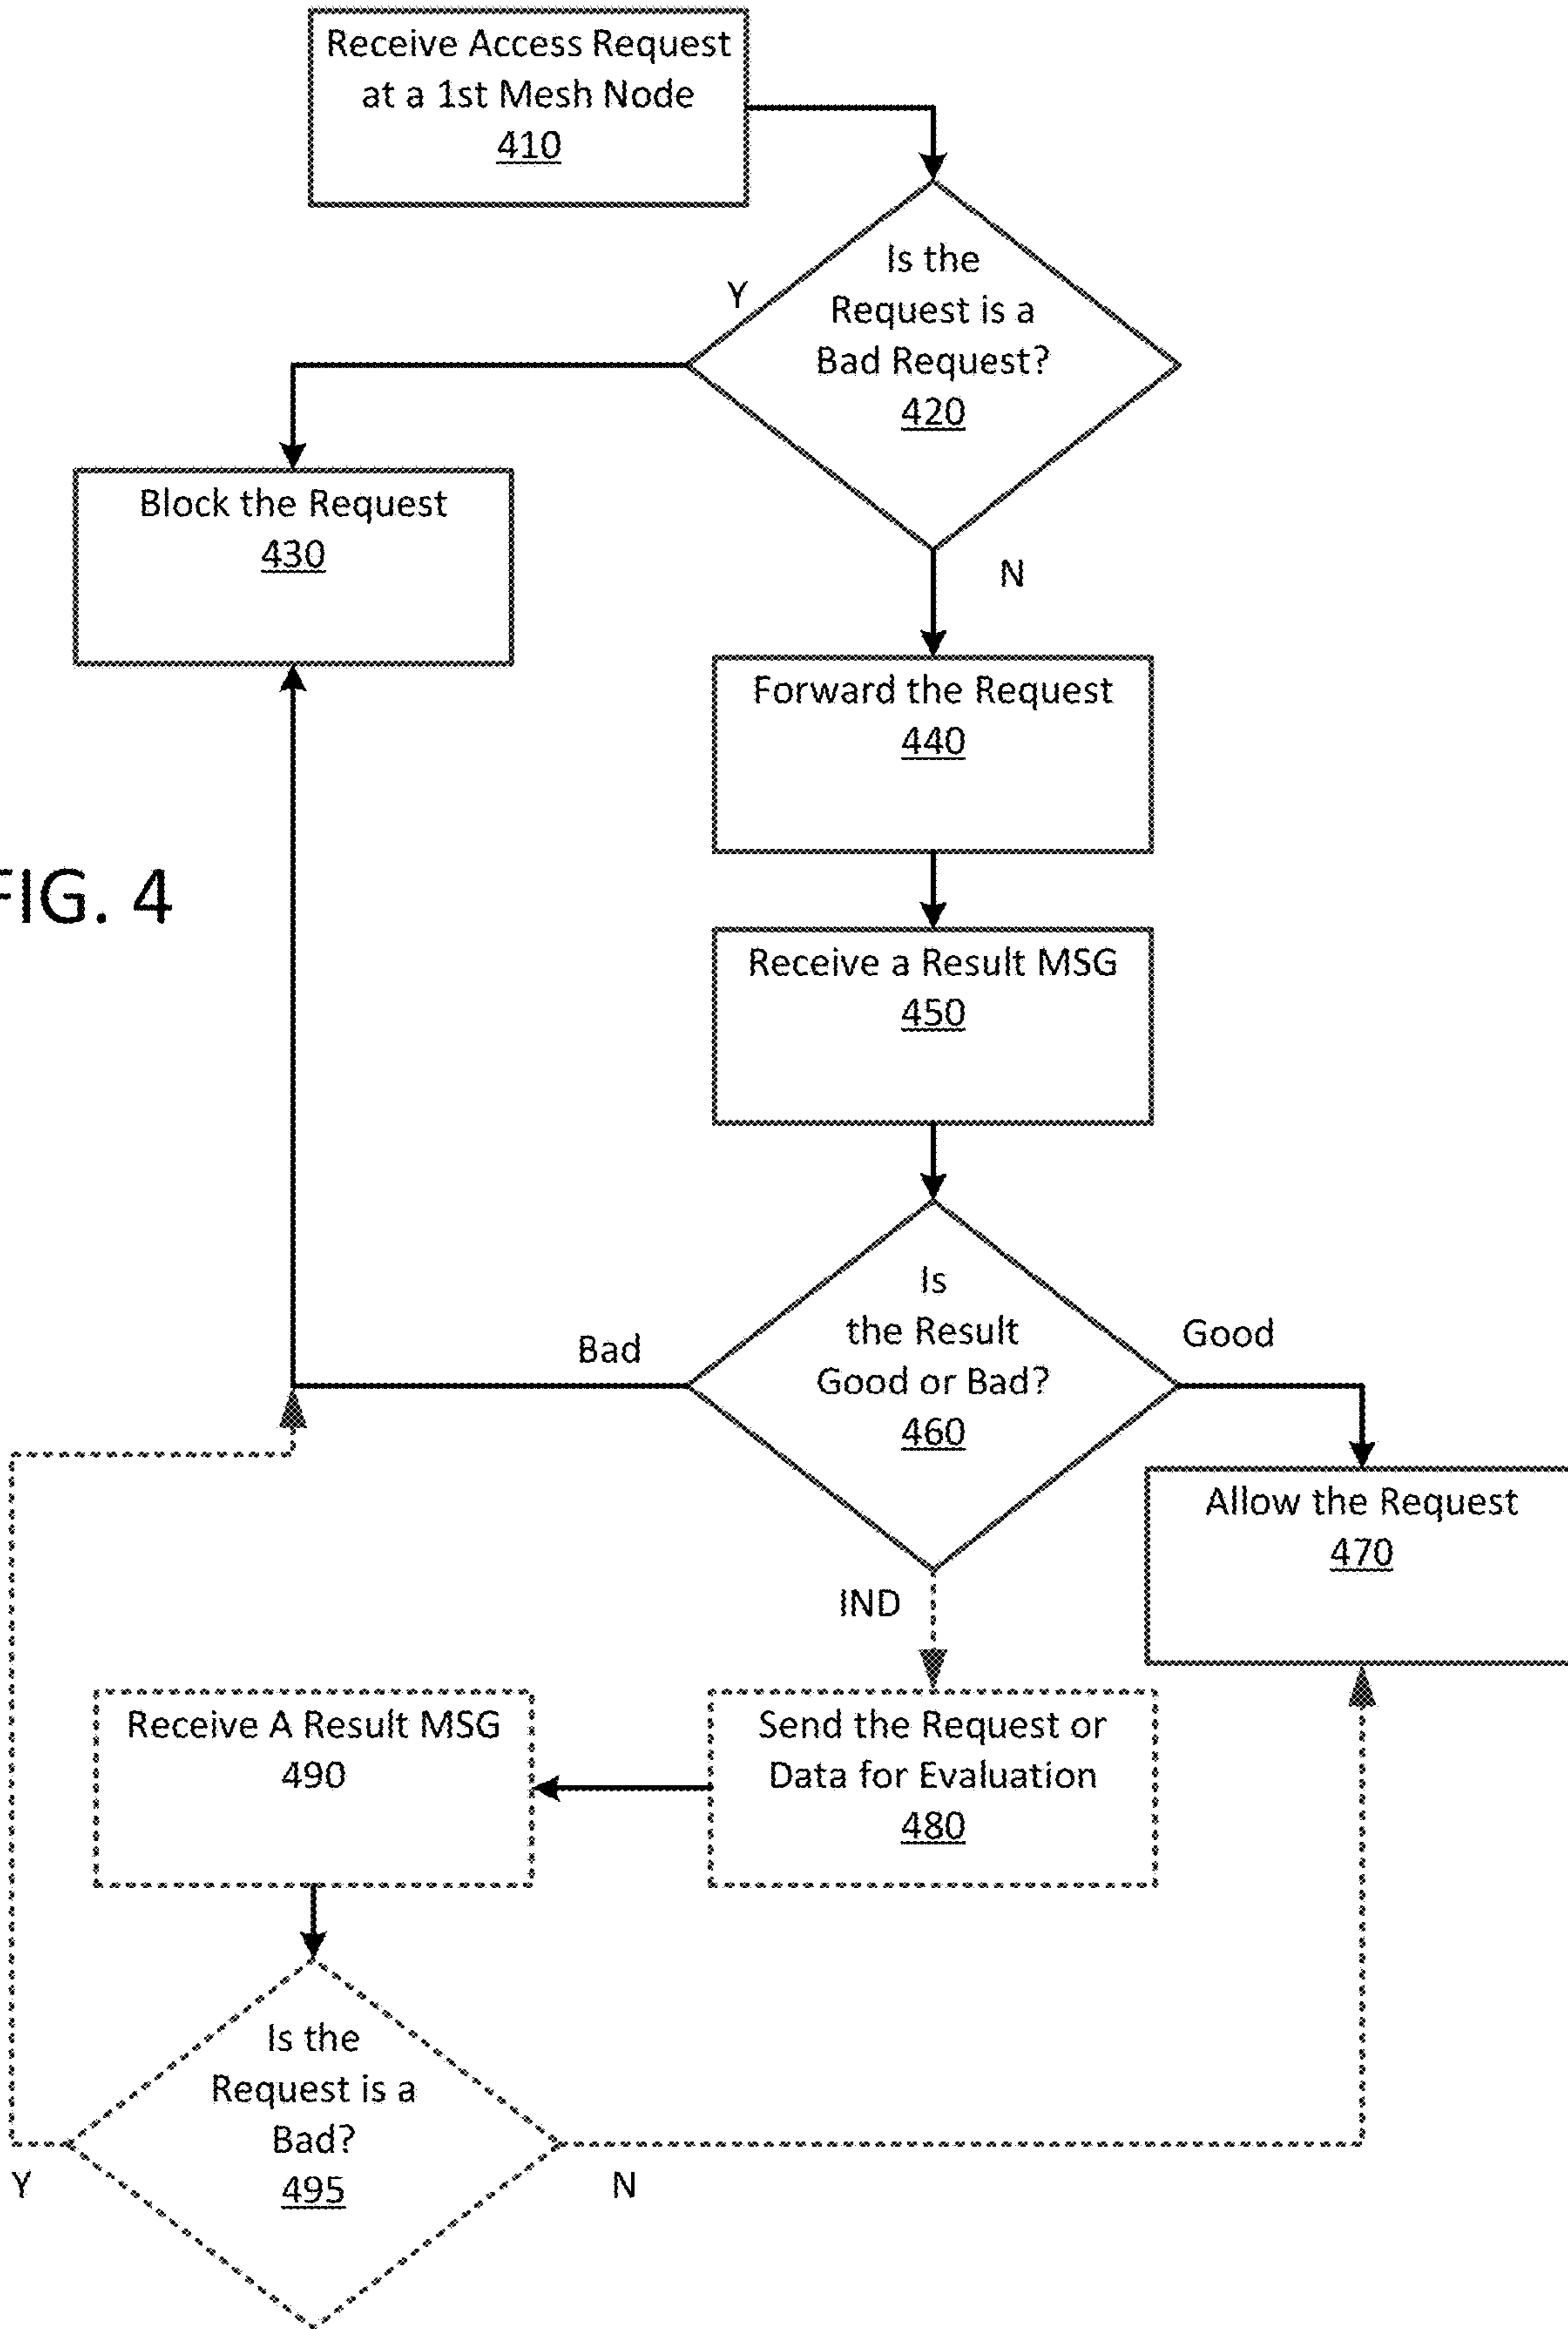 Receive Access Request
at a 1st Mesh Node
410
Is the
Request is a
Bad Request?
420
Y
N
Block the Request
430
Forward the Request
440
FIG. 4
Receive a Result MSG
450
Is
the Result
Good or Bad?
460
Bad
Good
IND
Allow the Request
470
Send the Request or
Data for Evaluation
480
Receive A Result MSG
490
Is the
Request is a
Bad?
495
Y
N